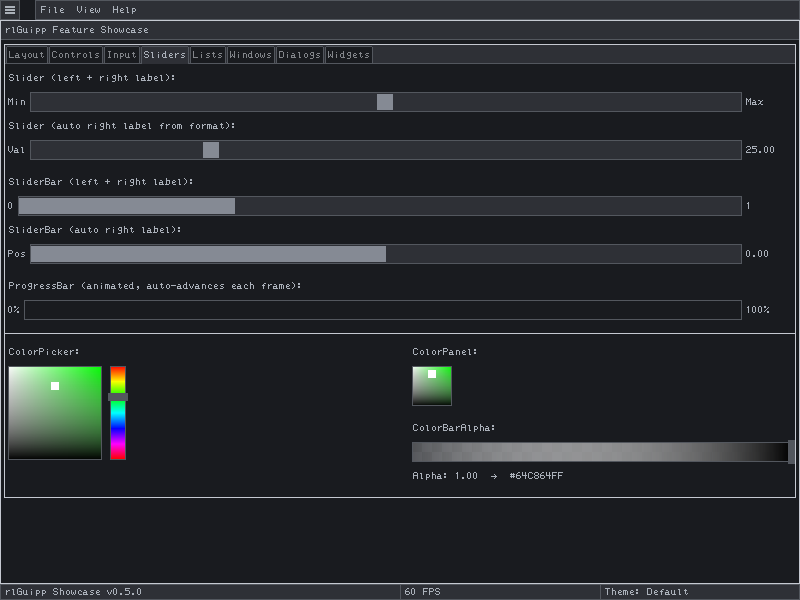 File View Help
rlGuipp Feature Showcase
Layout Controls Input Sliders Lists Windows Dialogs Widgets
Slider (left + right label):
Min Max
Slider (auto right label from format):
Val 25.00
SliderBar (left + right label):
0 1
SliderBar (auto right label):
Pos 0.00
ProgressBar (animated, auto-advances each frame):
0% 100%
ColorPicker: ColorPanel:
ColorBarAlpha:
Alpha: 1.00 → #64C864FF
rlGuipp Showcase v0.5.0 60 FPS Theme: Default